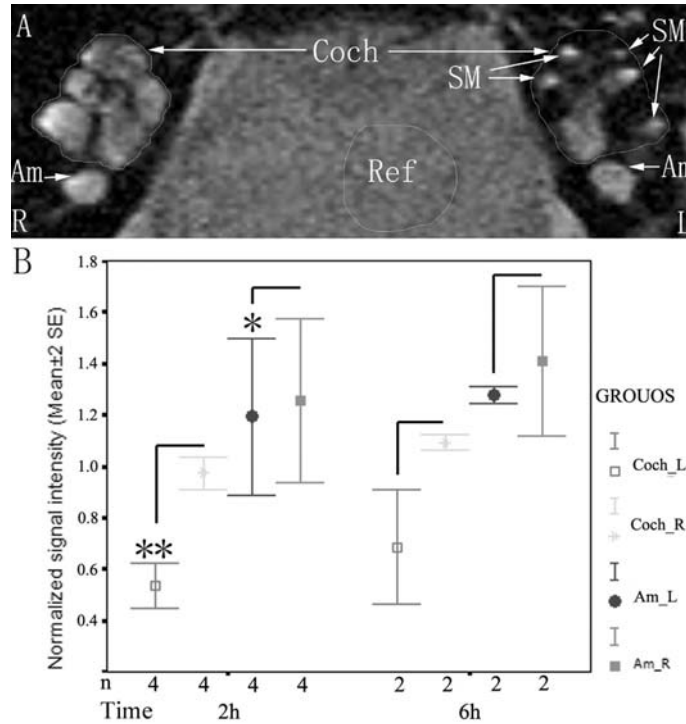 A
Coch
SM
SM
Am
Ref
Am
R
L
B
Normalized signal intensity (Mean±2 SE)
1.8
1.6
1.4
1.2
1.0
0.8
0.6
0.4
*
**
GROUOS
Coch_L
Coch_R
Am_L
Am_R
n 4 4 4 4 2 2 2 2
Time 2h 6h